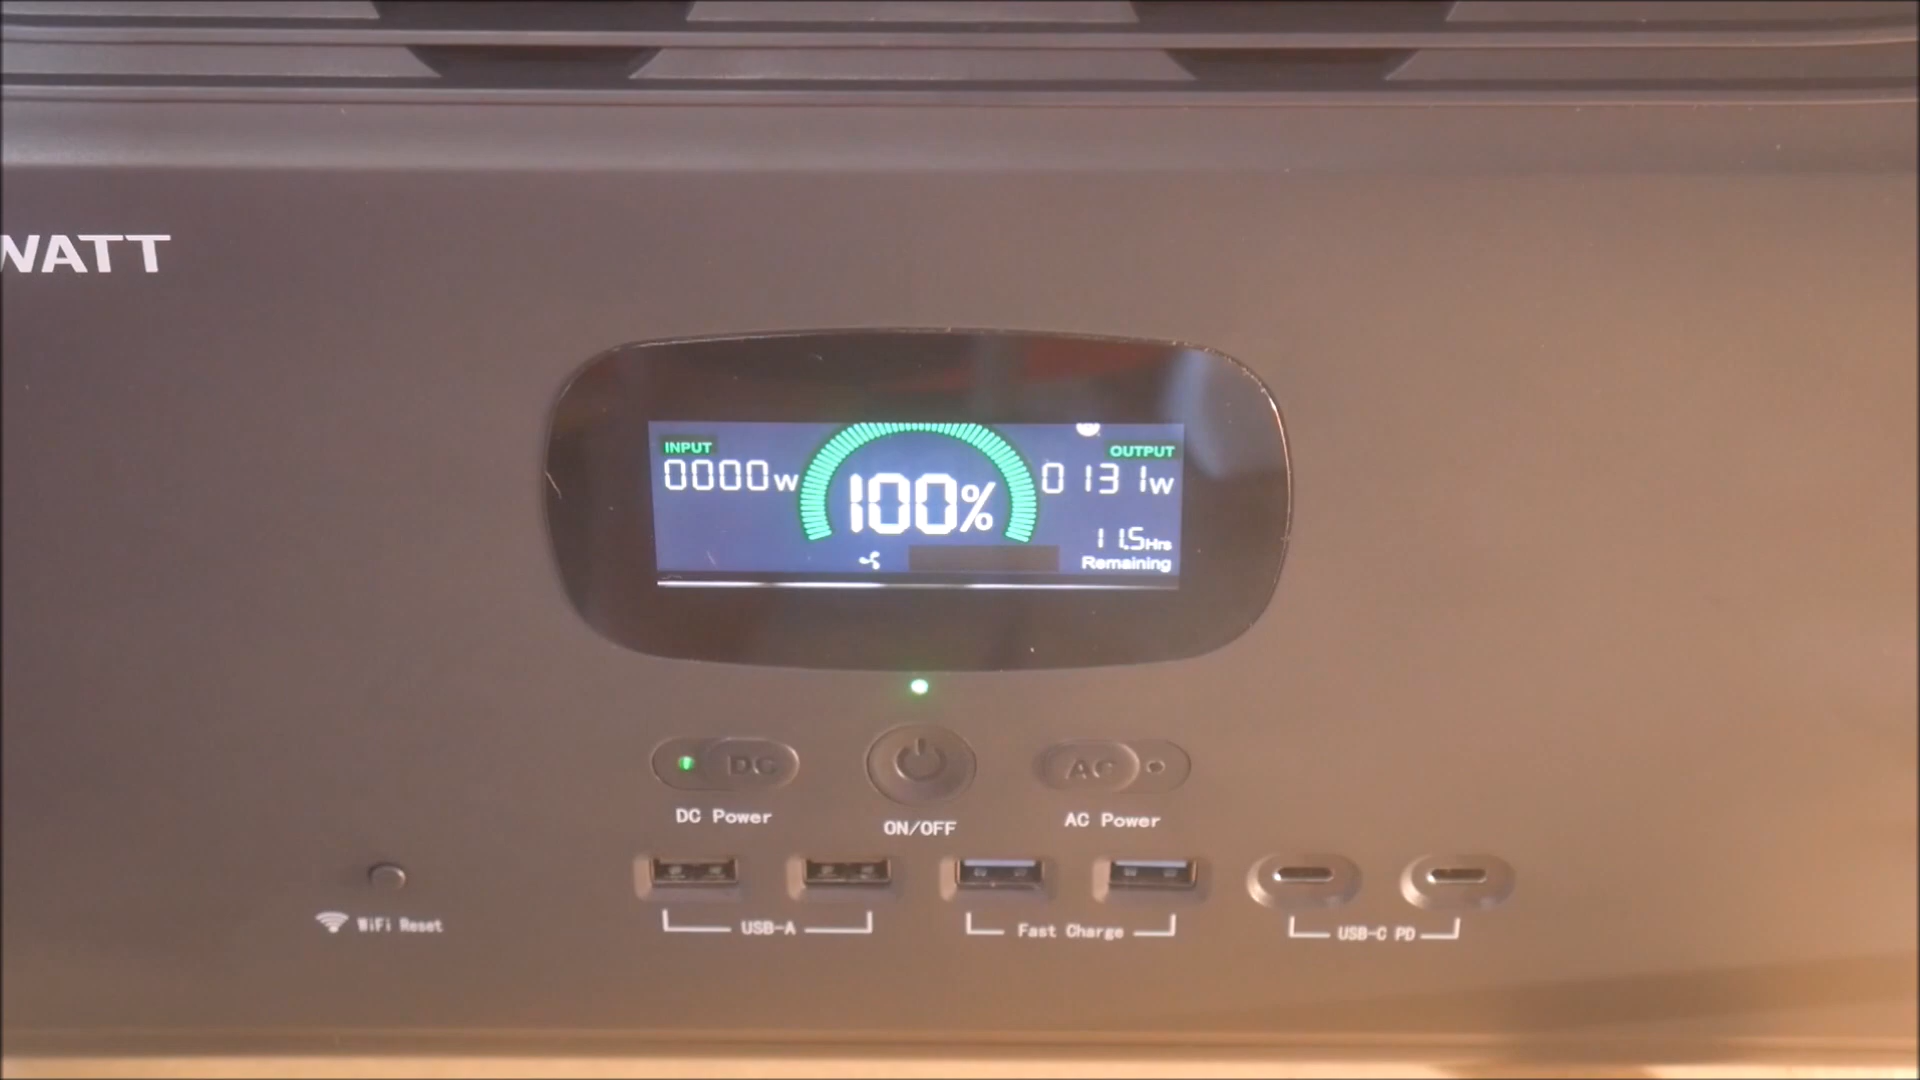 WATT
INPUT
OUTPUT
0000w
100%
0131w
11.5Hrs
Remaining
DC
AC
DC Power
ON/OFF
AC Power
WiFi Reset
USB-A
Fast Charge
USB-C PD